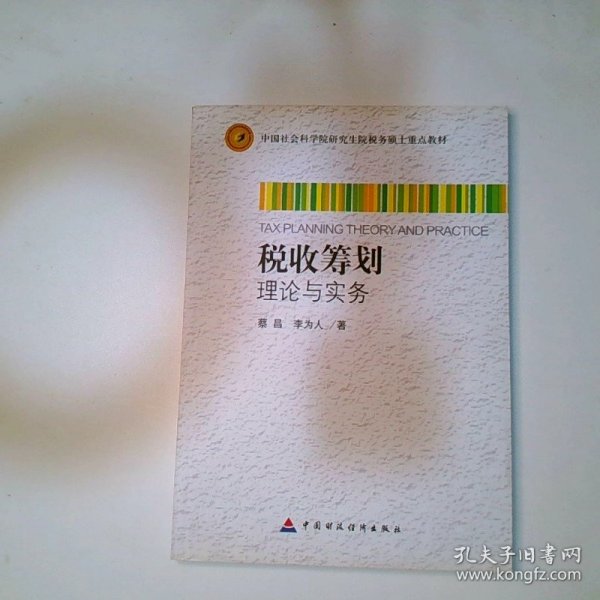 中国社会科学院研究生院税务硕士重点教材
TAX PLANNING THEORY AND PRACTICE
税收筹划
理论与实务
蔡昌 李为人/著
中国财政经济出版社
孔夫子旧书网
www.kongfz.com